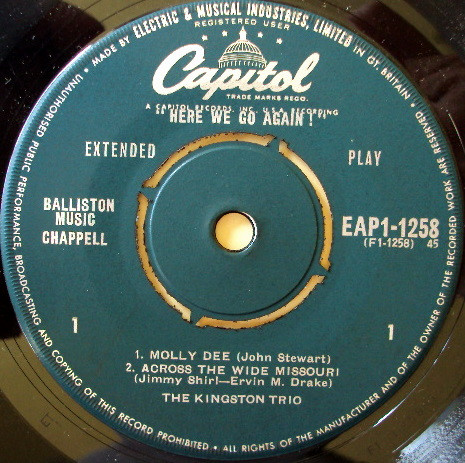 MADE BY ELECTRIC & MUSICAL INDUSTRIES, LIMITED IN GT. BRITAIN •
REGISTERED USER
Capitol
TRADE MARKS REGD.
A CAPITOL RECORDS, INC. U.S.A. RECORDING
"HERE WE GO AGAIN!"
EXTENDED PLAY
BALLISTON
MUSIC
CHAPPELL
EAP1-1258
(F1-1258) 45
1 1
1. MOLLY DEE (John Stewart)
2. ACROSS THE WIDE MISSOURI
(Jimmy Shirl—Ervin M. Drake)
THE KINGSTON TRIO
UNAUTHORISED PUBLIC PERFORMANCE, BROADCASTING AND COPYING OF THIS RECORD PROHIBITED • ALL RIGHTS OF THE MANUFACTURER AND OF THE OWNER OF THE RECORDED WORK ARE RESERVED •